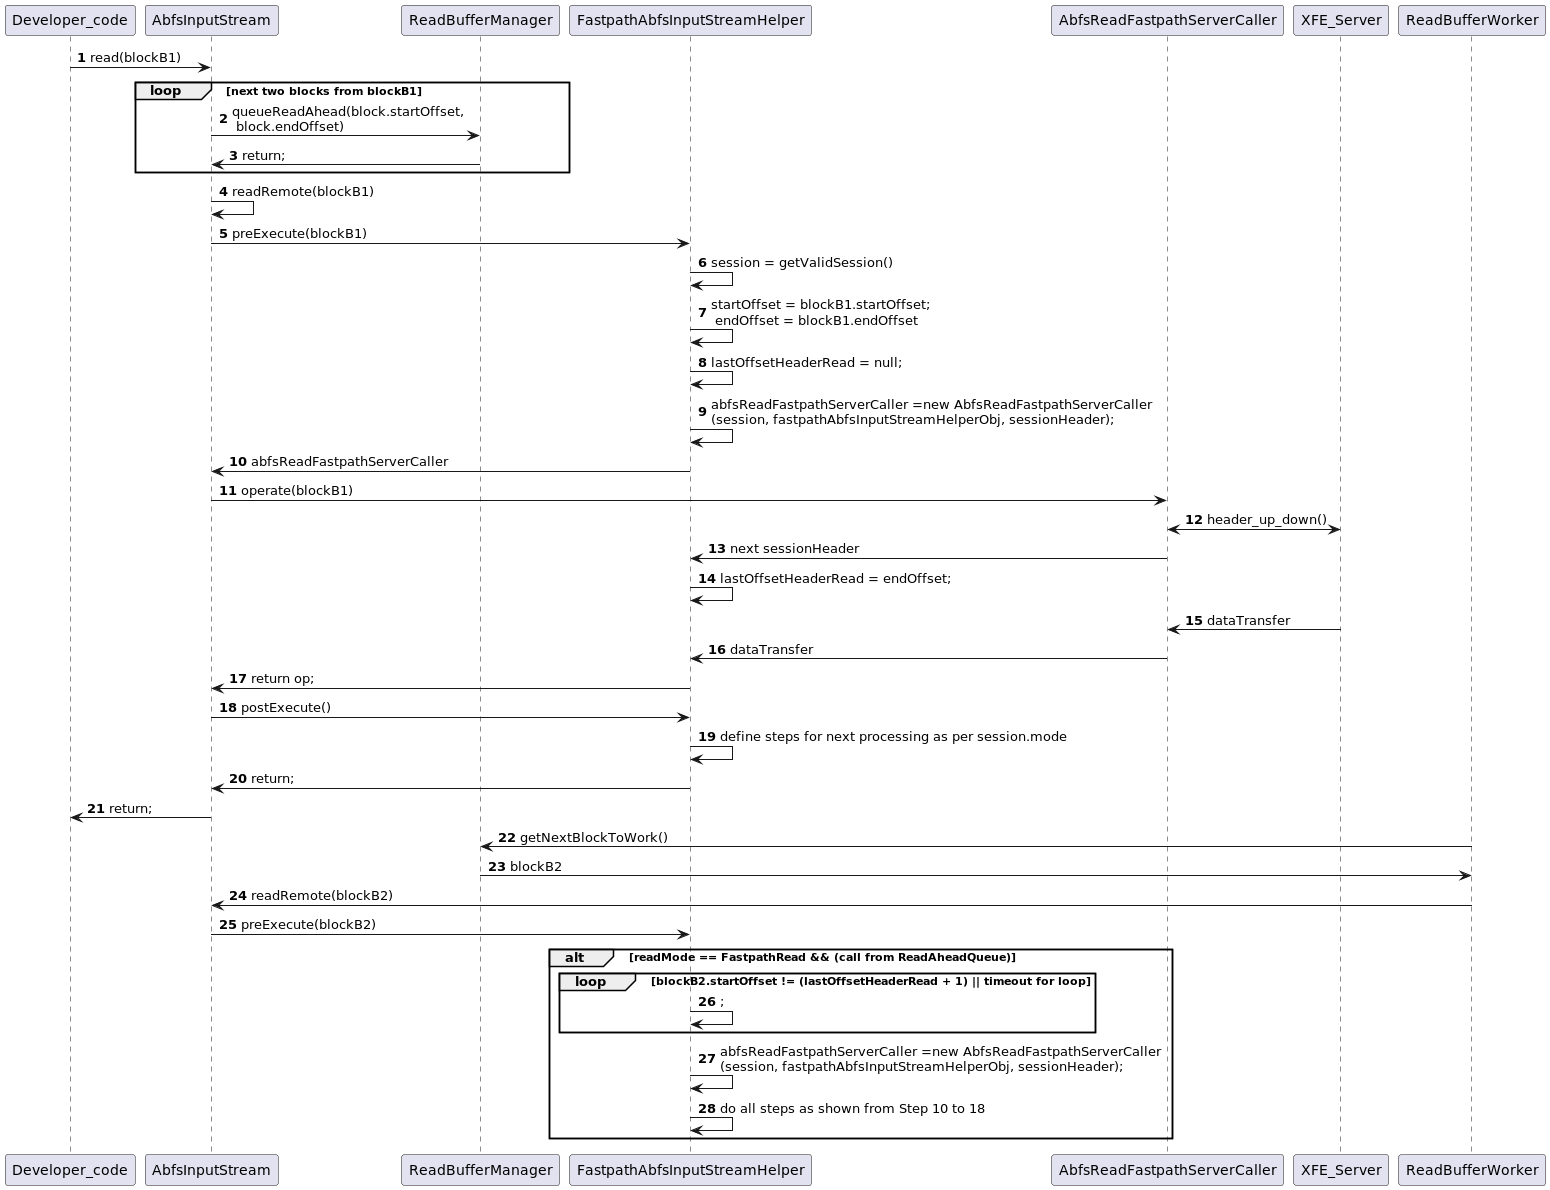 Developer_code AbfsInputStream ReadBufferManager FastpathAbfsInputStreamHelper AbfsReadFastpathServerCaller XFE_Server ReadBufferWorker
1 read(blockB1)
loop [next two blocks from blockB1]
2 queueReadAhead(block.startOffset,
block.endOffset)
3 return;
4 readRemote(blockB1)
5 preExecute(blockB1)
6 session = getValidSession()
7 startOffset = blockB1.startOffset;
endOffset = blockB1.endOffset
8 lastOffsetHeaderRead = null;
9 abfsReadFastpathServerCaller =new AbfsReadFastpathServerCaller
(session, fastpathAbfsInputStreamHelperObj, sessionHeader);
10 abfsReadFastpathServerCaller
11 operate(blockB1)
12 header_up_down()
13 next sessionHeader
14 lastOffsetHeaderRead = endOffset;
15 dataTransfer
16 dataTransfer
17 return op;
18 postExecute()
19 define steps for next processing as per session.mode
20 return;
21 return;
22 getNextBlockToWork()
23 blockB2
24 readRemote(blockB2)
25 preExecute(blockB2)
alt [readMode == FastpathRead && (call from ReadAheadQueue)]
loop [blockB2.startOffset != (lastOffsetHeaderRead + 1) || timeout for loop]
26 ;
27 abfsReadFastpathServerCaller =new AbfsReadFastpathServerCaller
(session, fastpathAbfsInputStreamHelperObj, sessionHeader);
28 do all steps as shown from Step 10 to 18
Developer_code AbfsInputStream ReadBufferManager FastpathAbfsInputStreamHelper AbfsReadFastpathServerCaller XFE_Server ReadBufferWorker